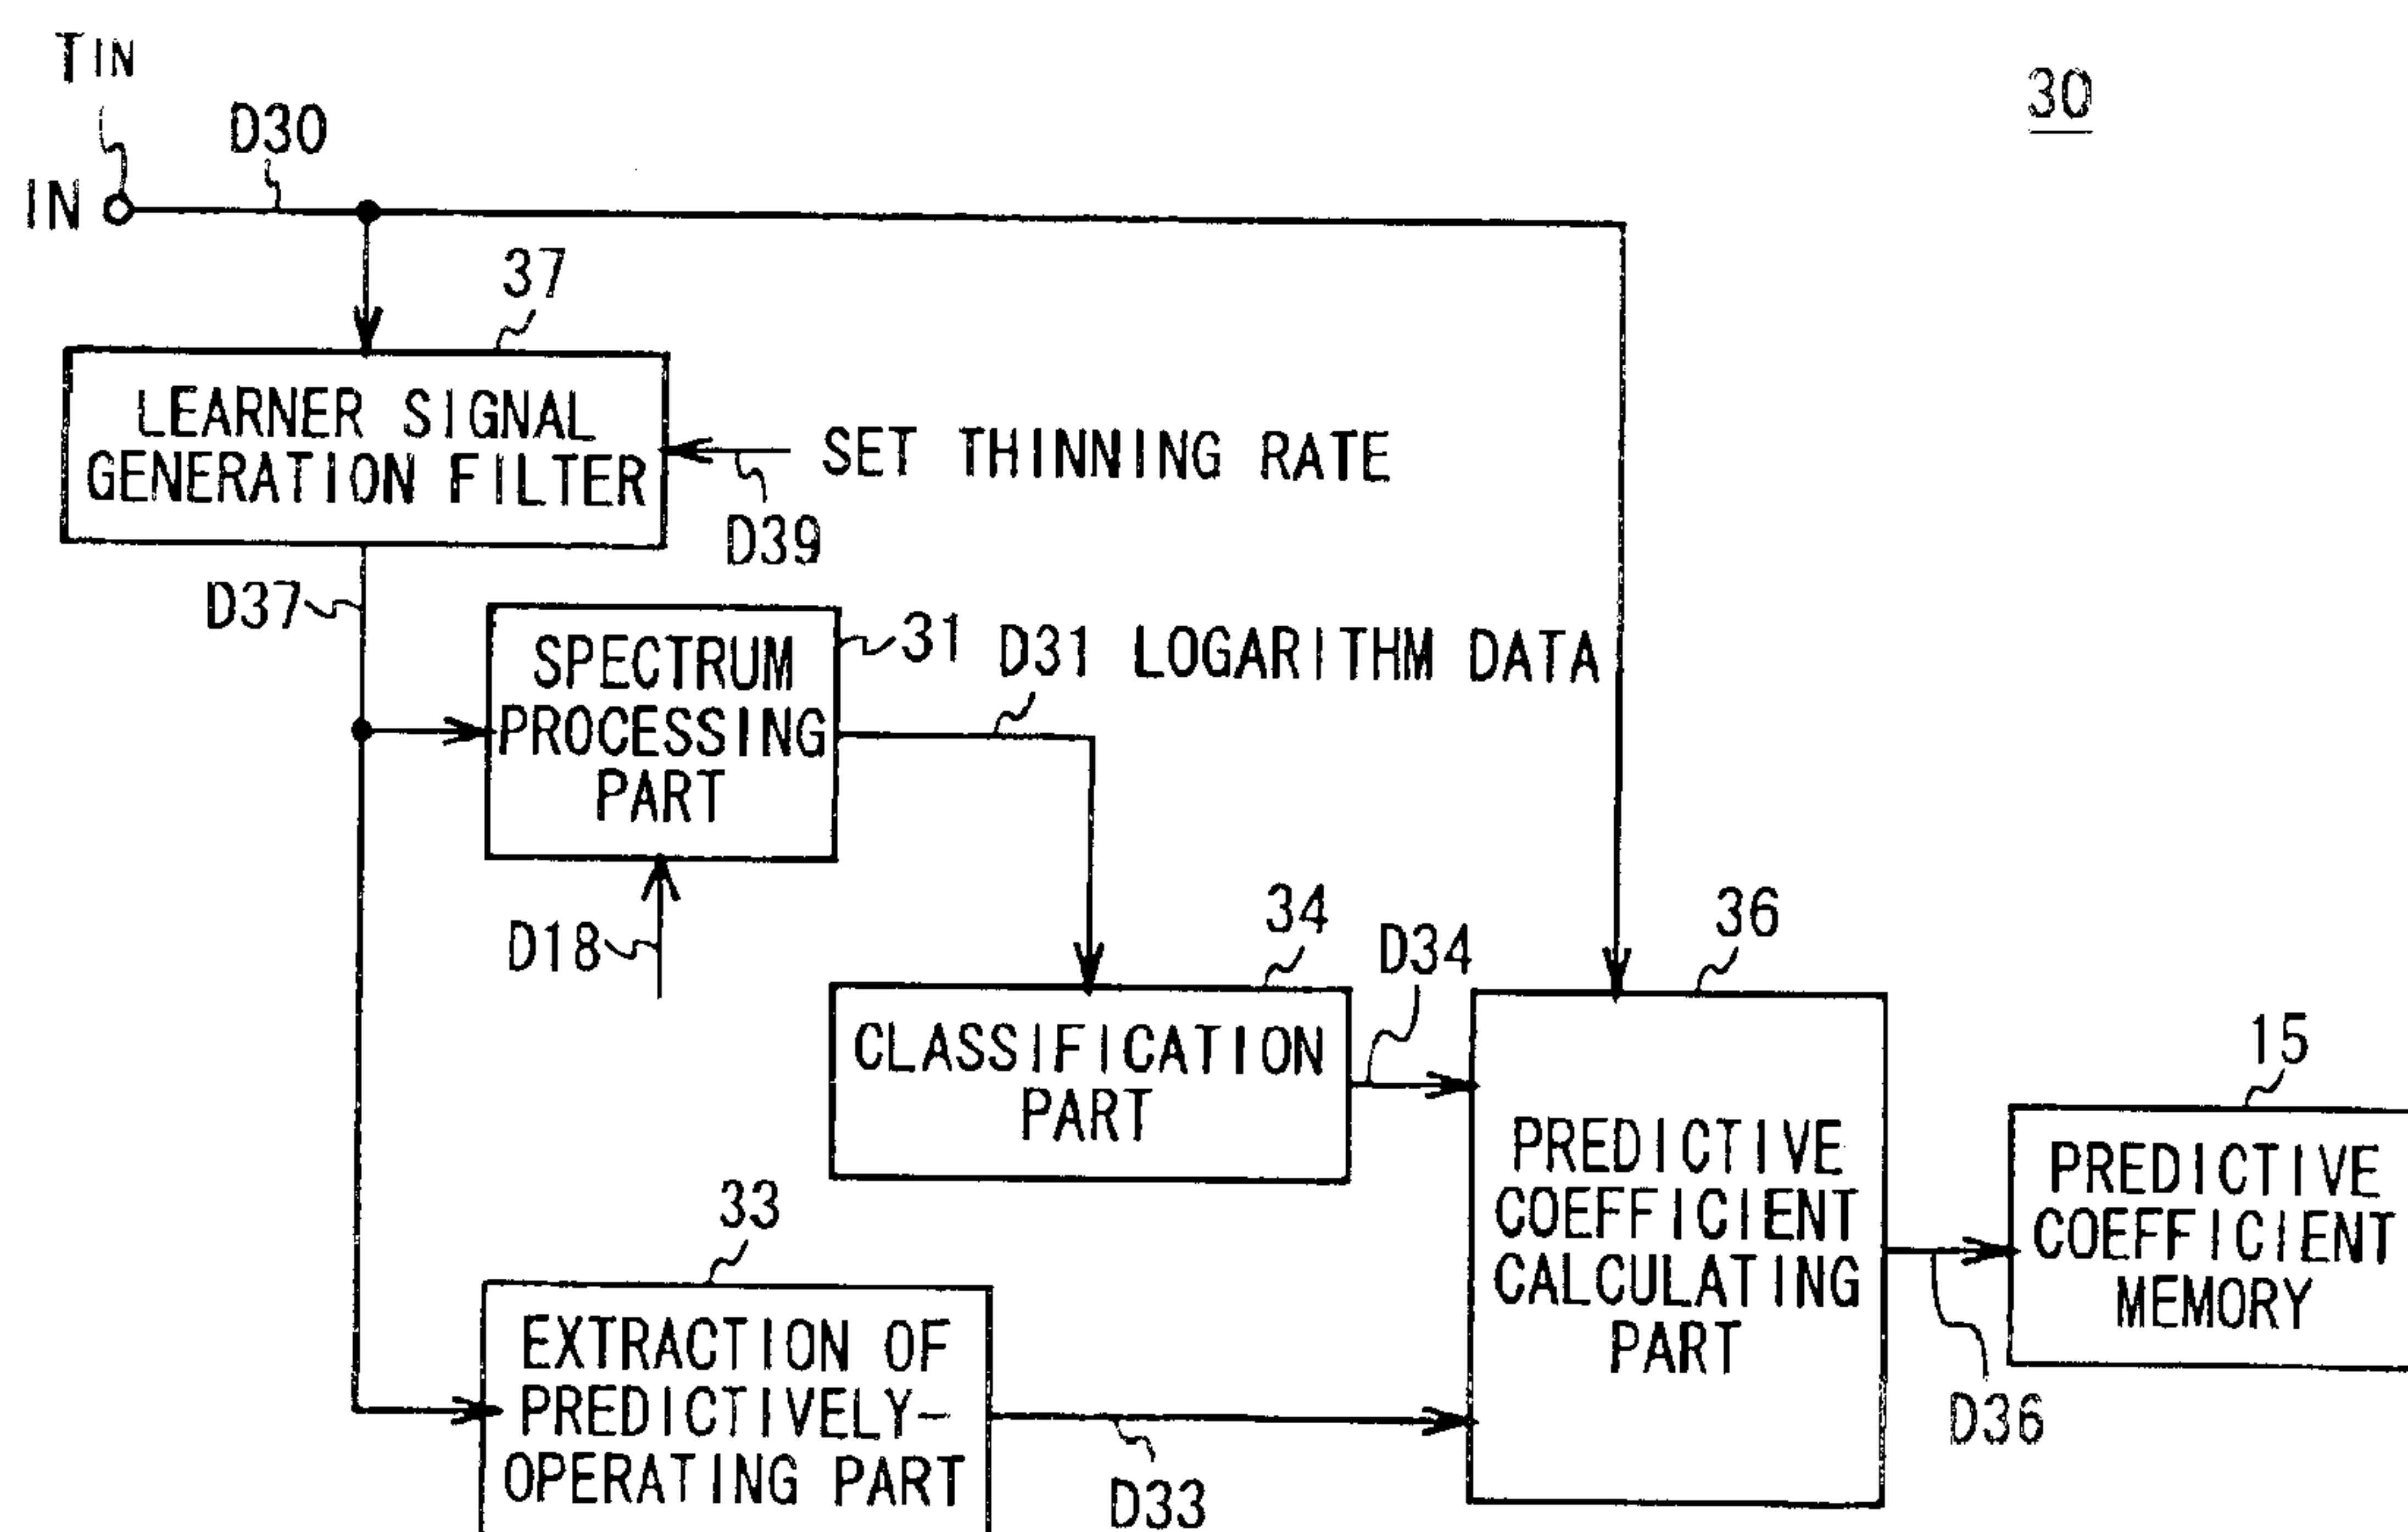 TIN
30
D30
IN
37
LEARNER SIGNAL
GENERATION FILTER
SET THINNING RATE
D39
D37
SPECTRUM
PROCESSING
PART
31
D31 LOGARITHM DATA
D18
34
D34
36
CLASSIFICATION
PART
15
PREDICTIVE
COEFFICIENT
CALCULATING
PART
PREDICTIVE
COEFFICIENT
MEMORY
33
EXTRACTION OF
PREDICTIVELY-
OPERATING PART
D36
D33